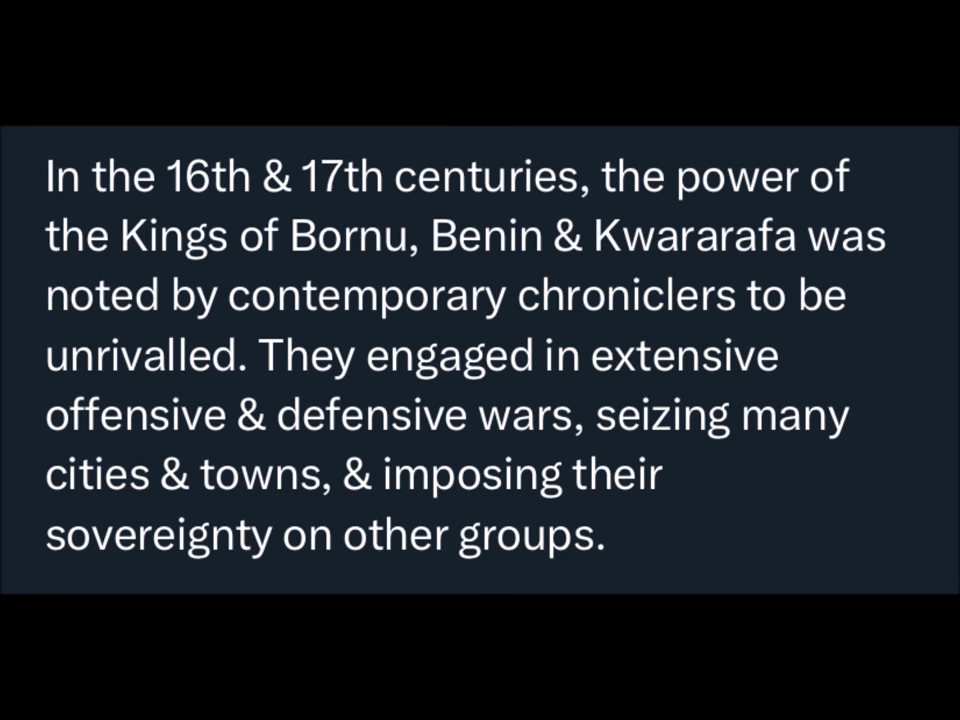 In the 16th & 17th centuries, the power of
the Kings of Bornu, Benin & Kwararafa was
noted by contemporary chroniclers to be
unrivalled. They engaged in extensive
offensive & defensive wars, seizing many
cities & towns, & imposing their
sovereignty on other groups.